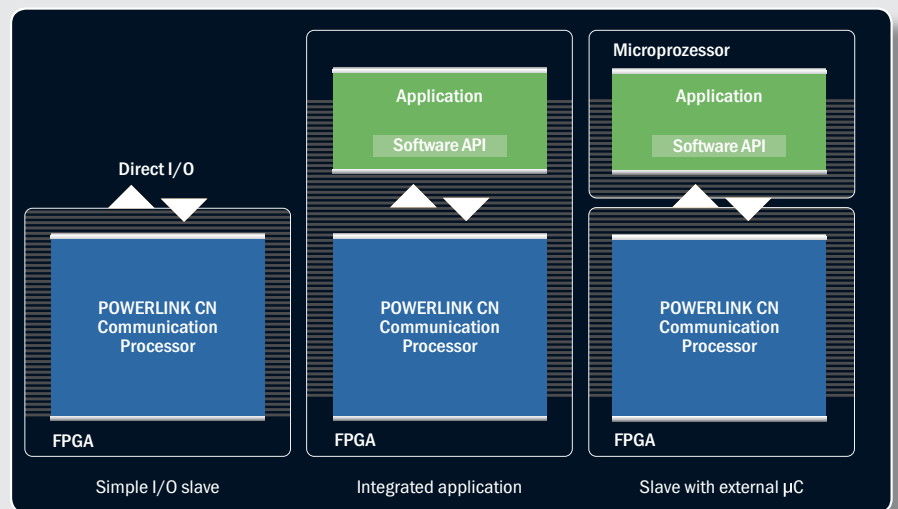 Direct I/O
POWERLINK CN
Communication
Processor
FPGA
Simple I/O slave
Application
Software API
POWERLINK CN
Communication
Processor
FPGA
Integrated application
Microprozessor
Application
Software API
POWERLINK CN
Communication
Processor
FPGA
Slave with external µC